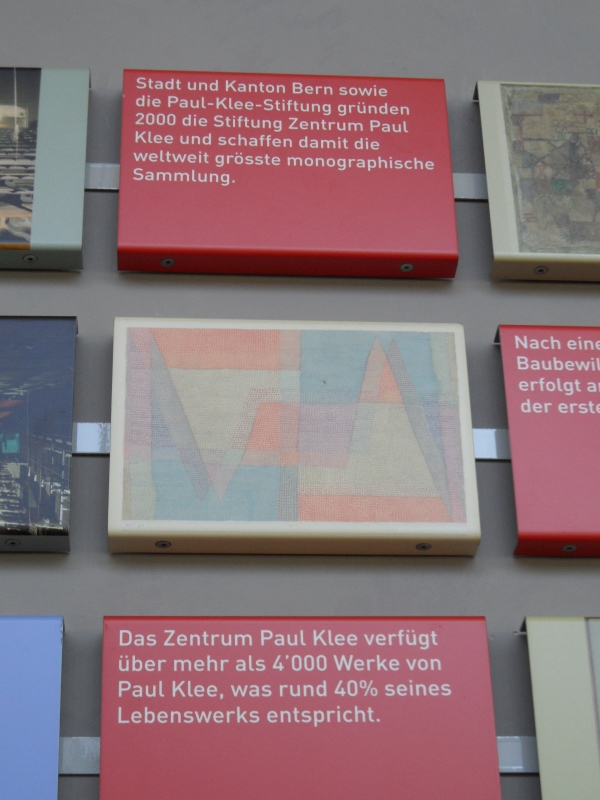 Stadt und Kanton Bern sowie
die Paul-Klee-Stiftung gründen
2000 die Stiftung Zentrum Paul
Klee und schaffen damit die
weltweit grösste monographische
Sammlung.
Nach eine
Baubewil
erfolgt a
der erste
Das Zentrum Paul Klee verfügt
über mehr als 4’000 Werke von
Paul Klee, was rund 40% seines
Lebenswerks entspricht.